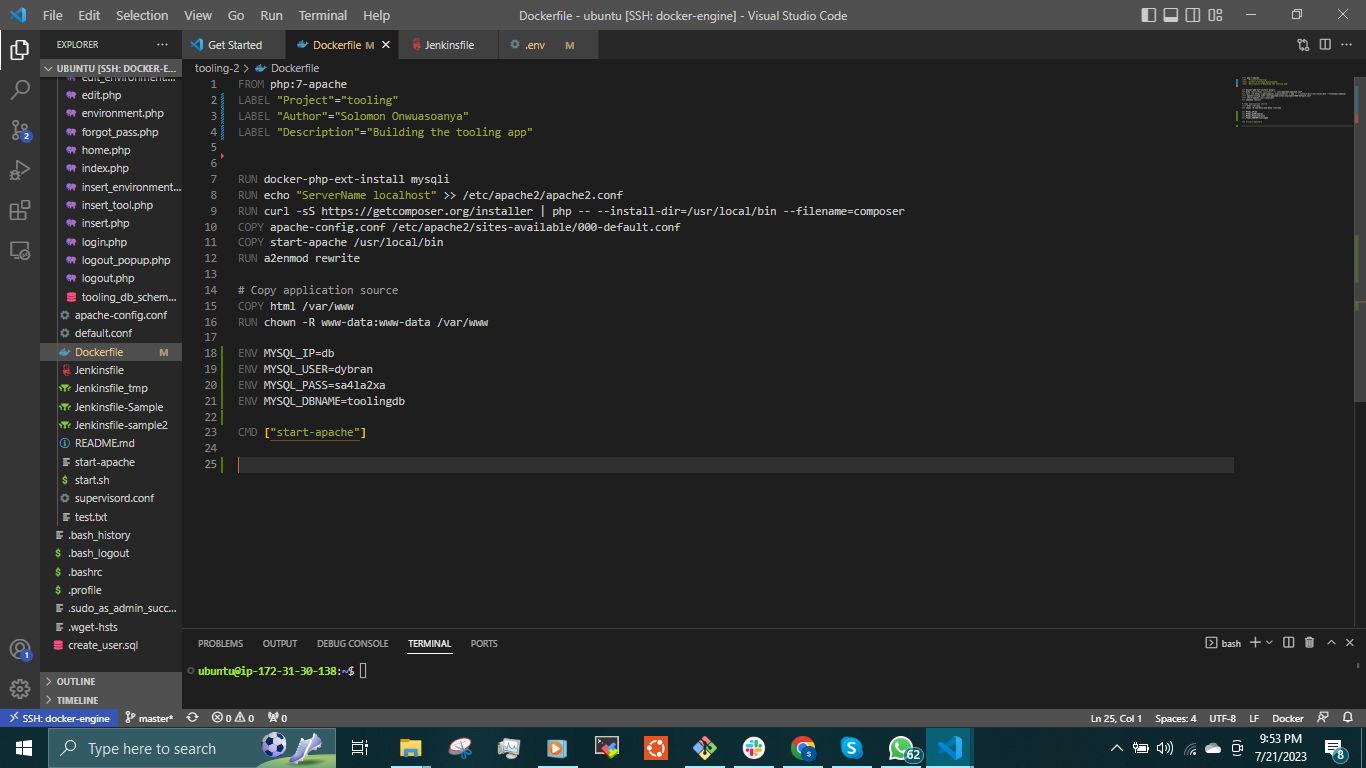 File Edit Selection View Go Run Terminal Help
Dockerfile - ubuntu [SSH: docker-engine] - Visual Studio Code
EXPLORER
Get Started
Dockerfile M
Jenkinsfile
.env M
UBUNTU [SSH: DOCKER-E...
tooling-2 > Dockerfile
edit_environment....
edit.php
environment.php
forgot_pass.php
home.php
index.php
insert_environment...
insert_tool.php
insert.php
login.php
logout_popup.php
logout.php
tooling_db_schem...
apache-config.conf
default.conf
Dockerfile M
Jenkinsfile
Jenkinsfile_tmp
Jenkinsfile-Sample
Jenkinsfile-sample2
README.md
start-apache
start.sh
supervisord.conf
test.txt
.bash_history
.bash_logout
.bashrc
.profile
.sudo_as_admin_succ...
.wget-hsts
create_user.sql
OUTLINE
TIMELINE
2
1
1 FROM php:7-apache
2 LABEL "Project"="tooling"
3 LABEL "Author"="Solomon Onwuasoanya"
4 LABEL "Description"="Building the tooling app"
5
6
7 RUN docker-php-ext-install mysqli
8 RUN echo "ServerName localhost" >> /etc/apache2/apache2.conf
9 RUN curl -sS https://getcomposer.org/installer | php -- --install-dir=/usr/local/bin --filename=composer
10 COPY apache-config.conf /etc/apache2/sites-available/000-default.conf
11 COPY start-apache /usr/local/bin
12 RUN a2enmod rewrite
13
14 # Copy application source
15 COPY html /var/www
16 RUN chown -R www-data:www-data /var/www
17
18 ENV MYSQL_IP=db
19 ENV MYSQL_USER=dybran
20 ENV MYSQL_PASS=sa4la2xa
21 ENV MYSQL_DBNAME=toolingdb
22
23 CMD ["start-apache"]
24
25
PROBLEMS OUTPUT DEBUG CONSOLE TERMINAL PORTS
bash
ubuntu@ip-172-31-30-138:~$
SSH: docker-engine master* 0 0 0
Ln 25, Col 1 Spaces: 4 UTF-8 LF Docker
Type here to search
62
9:53 PM
7/21/2023
8